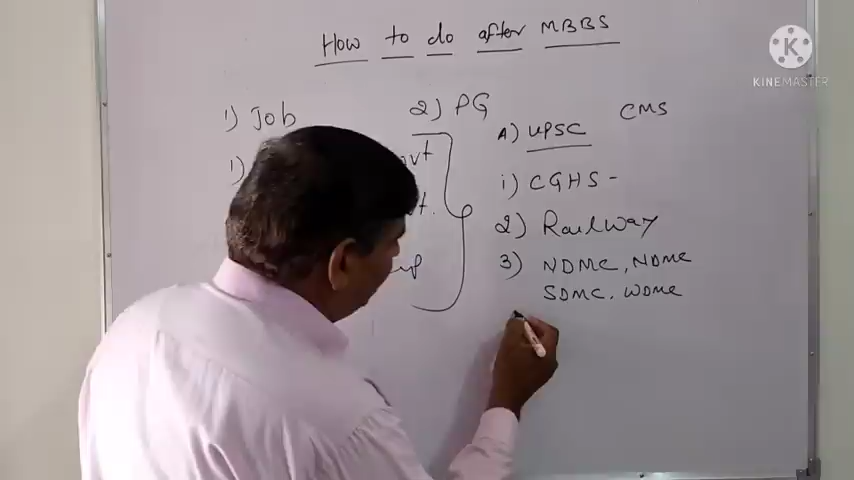 How to do after MBBS
1) Job 2) PG
1)
A) UPSC CMS
i) CGHS -
2) Railway
3) NDMC, NDMC
SDMC. WDMC
K
KINEMASTER